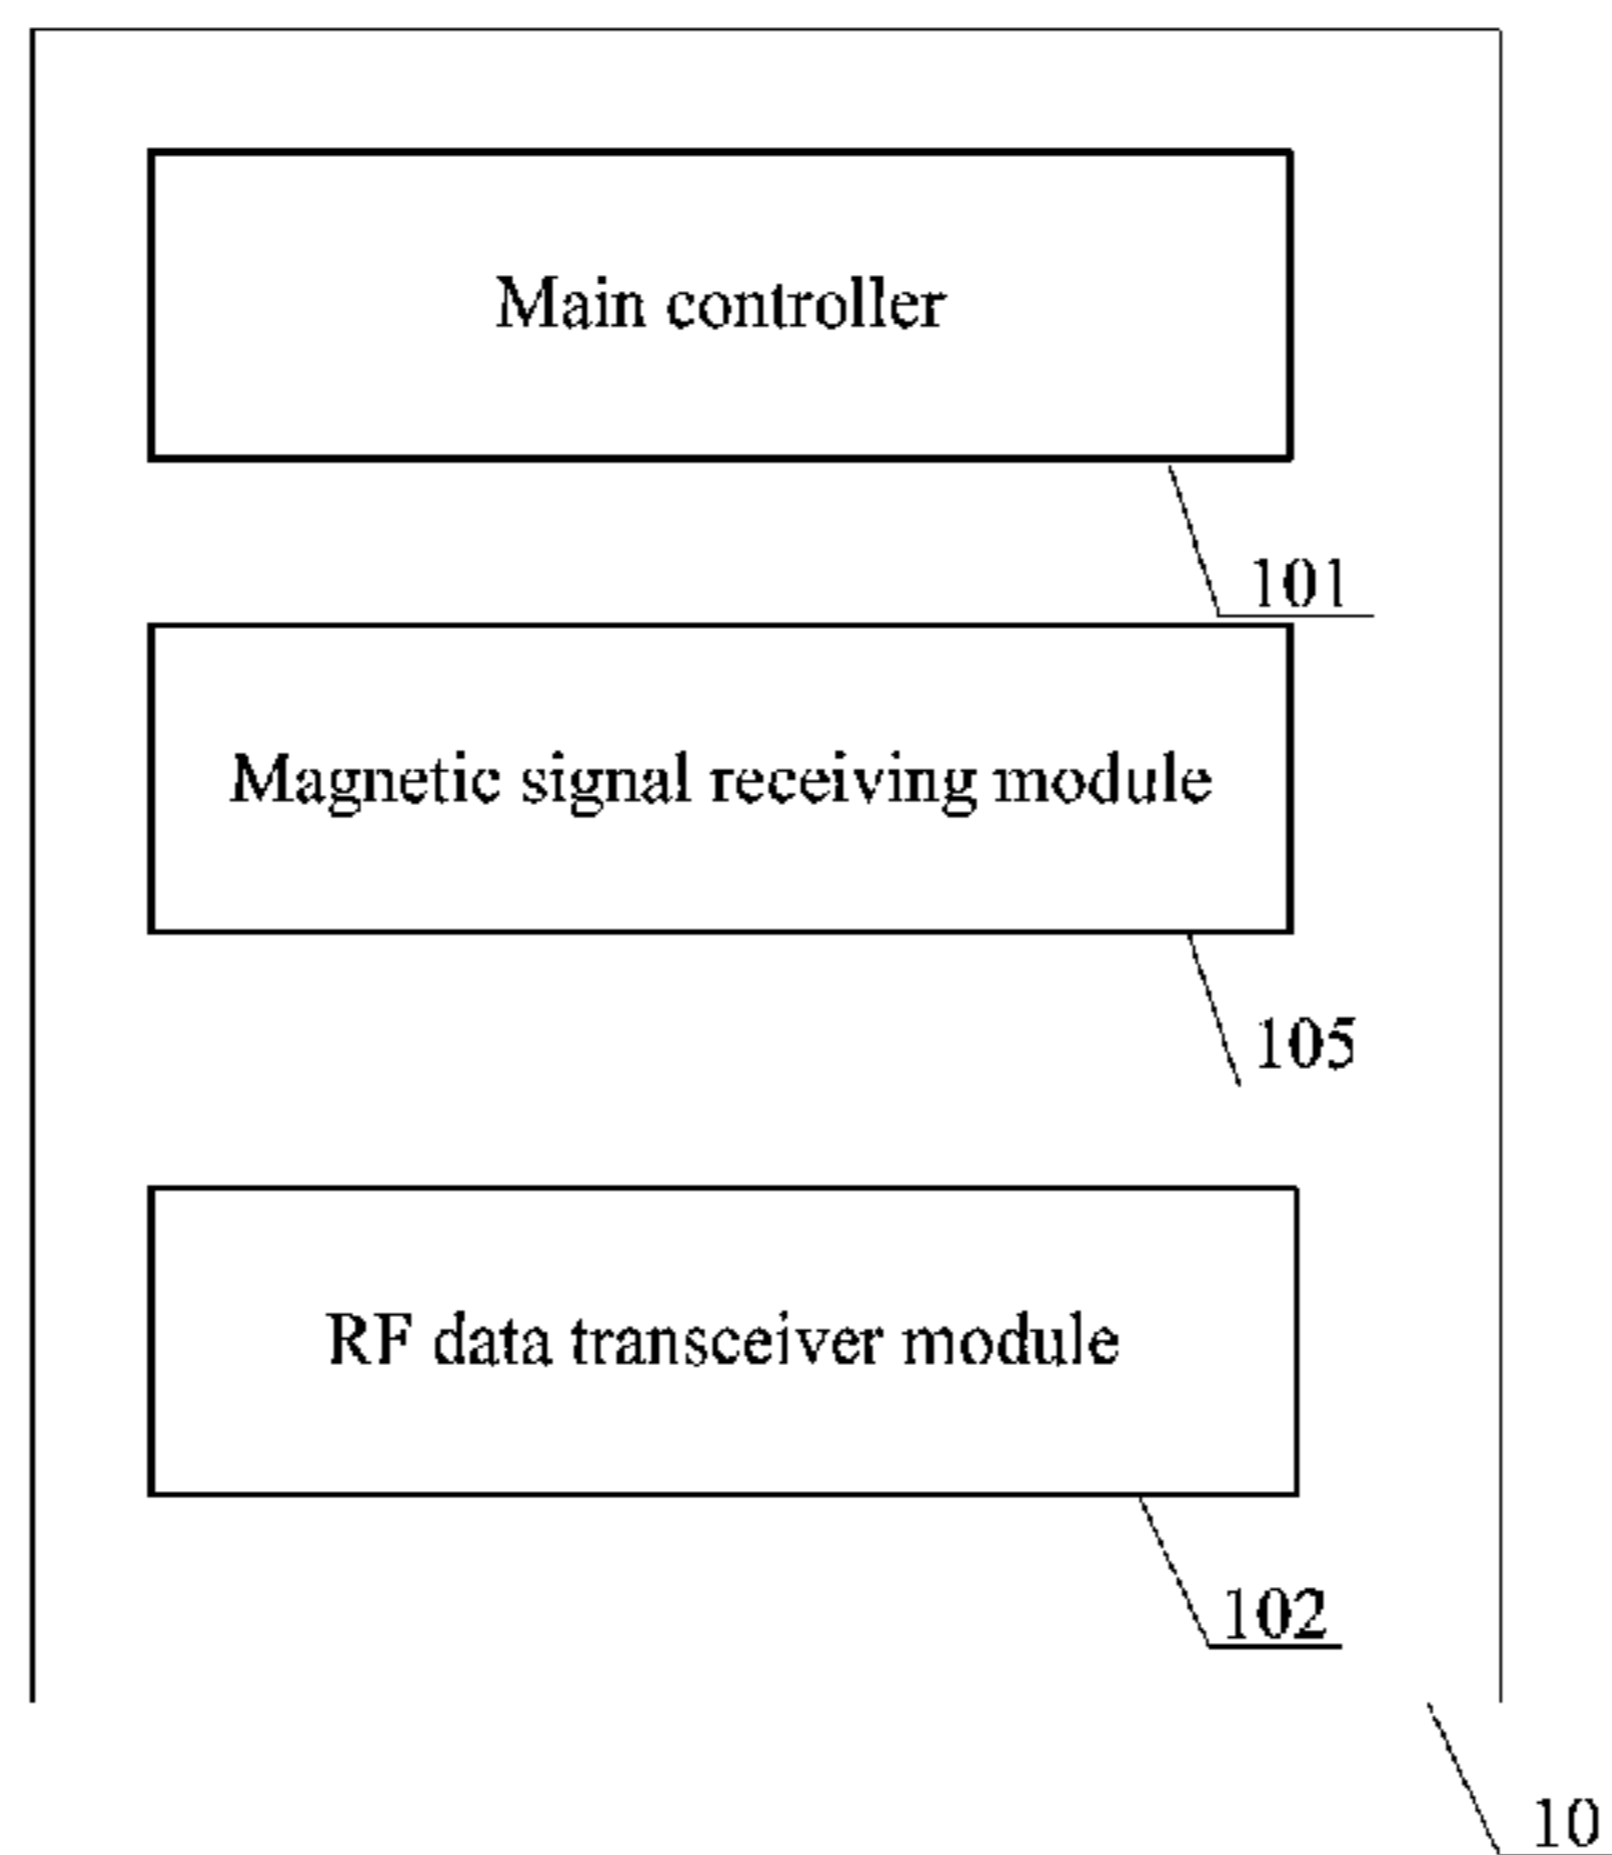 Main controller
101
Magnetic signal receiving module
105
RF data transceiver module
102
10